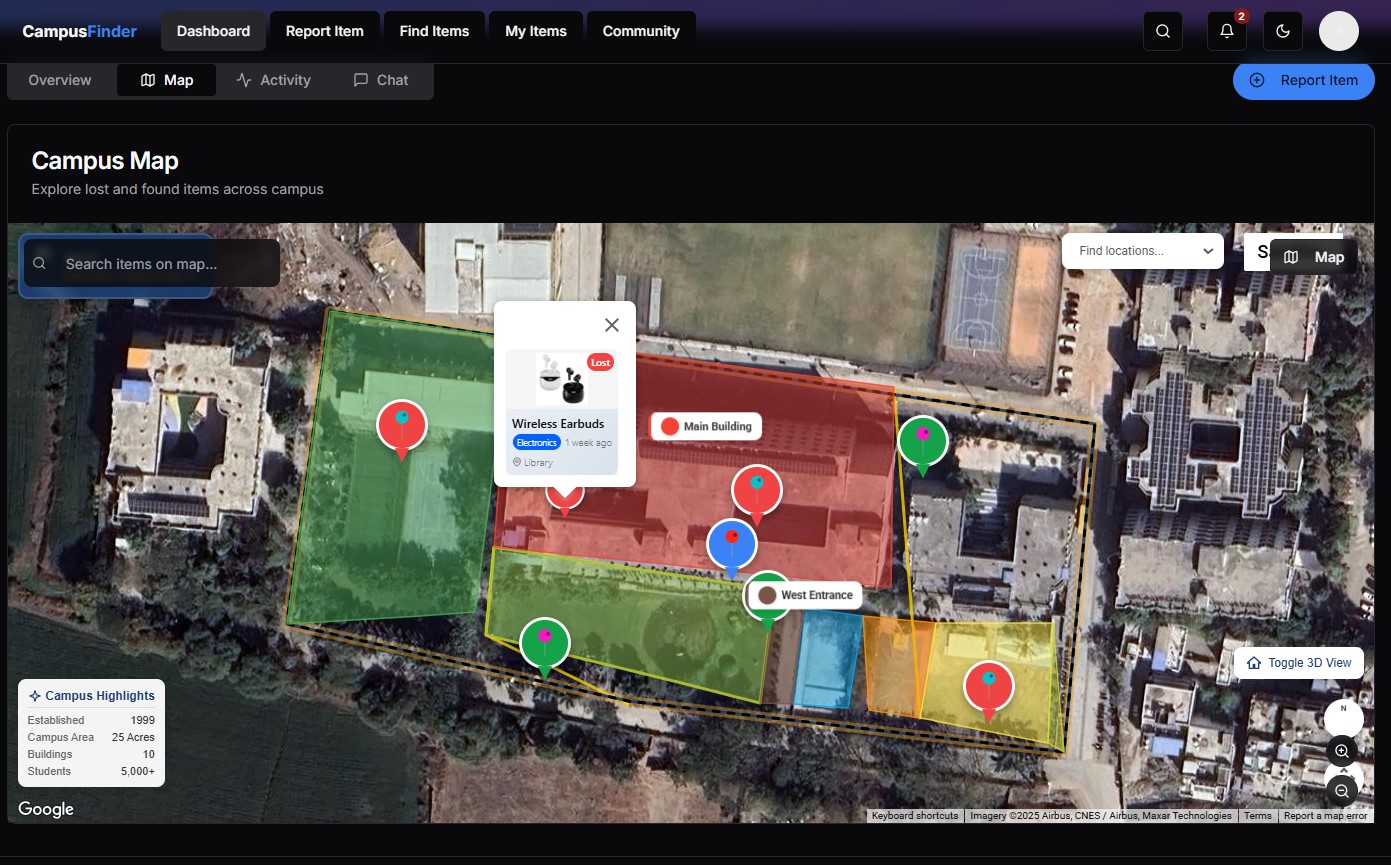 CampusFinder
Dashboard
Report Item
Find Items
My Items
Community
2
Overview
Map
Activity
Chat
Report Item
Campus Map
Explore lost and found items across campus
Search items on map...
Find locations...
Map
Lost
Wireless Earbuds
Electronics 1 week ago
Library
Main Building
West Entrance
Toggle 3D View
Campus Highlights
Established 1999
Campus Area 25 Acres
Buildings 10
Students 5,000+
N
Google
Keyboard shortcuts
Imagery ©2025 Airbus, CNES / Airbus, Maxar Technologies
Terms
Report a map error